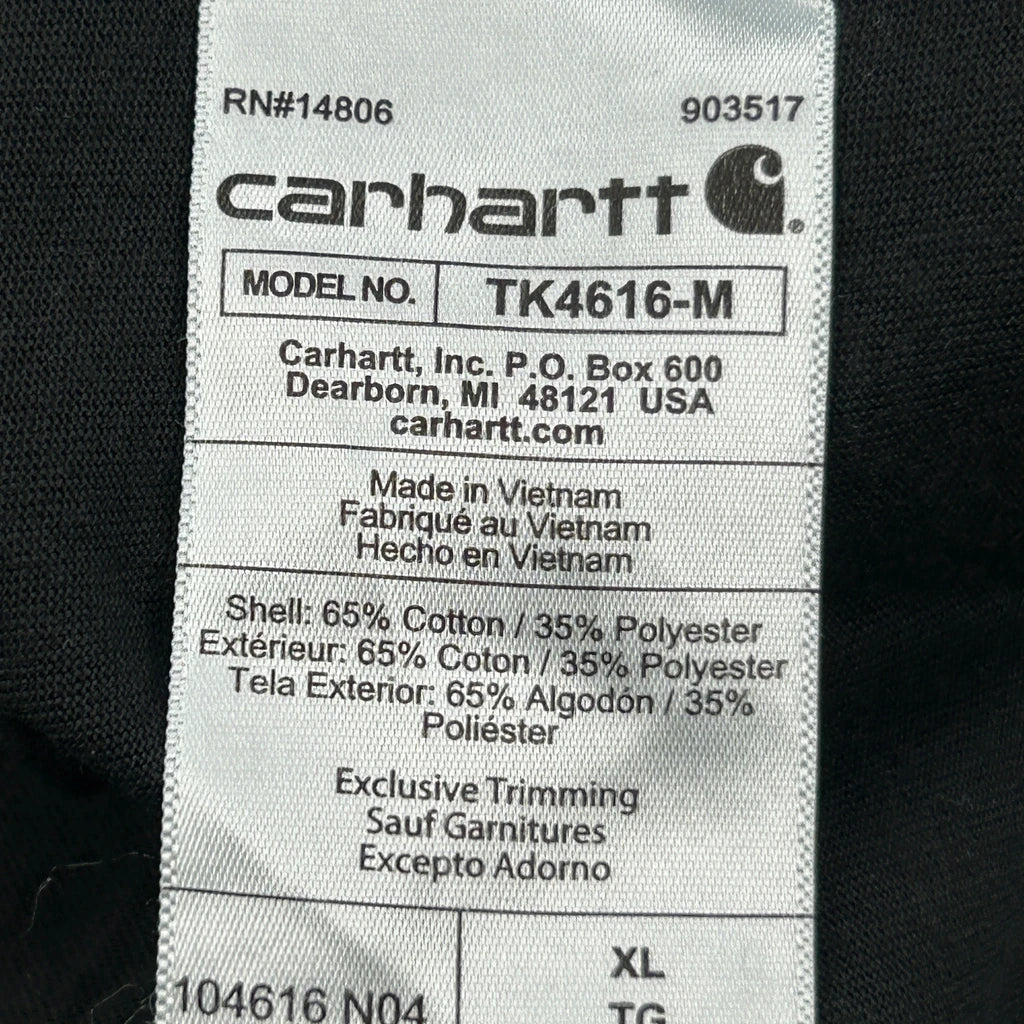 RN#14806 903517
carhartt
MODEL NO. TK4616-M
Carhartt, Inc. P.O. Box 600
Dearborn, MI 48121 USA
carhartt.com
Made in Vietnam
Fabriqué au Vietnam
Hecho en Vietnam
Shell: 65% Cotton / 35% Polyester
Extérieur: 65% Coton / 35% Polyester
Tela Exterior: 65% Algodón / 35%
Poliéster
Exclusive Trimming
Sauf Garnitures
Excepto Adorno
104616 N04 XL
TG